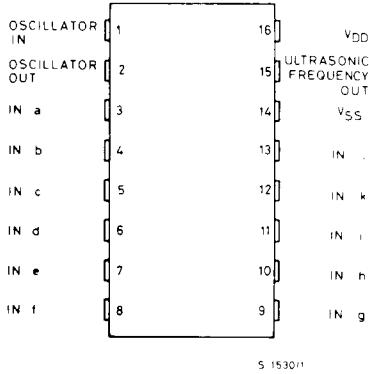 OSCILLATOR
IN
1
16
VDD
OSCILLATOR
OUT
2
15
ULTRASONIC
FREQUENCY
OUT
IN a
3
14
VSS
IN b
4
13
IN
IN c
5
12
IN k
IN d
6
11
IN i
IN e
7
10
IN h
IN f
8
9
IN g
S 1530/1